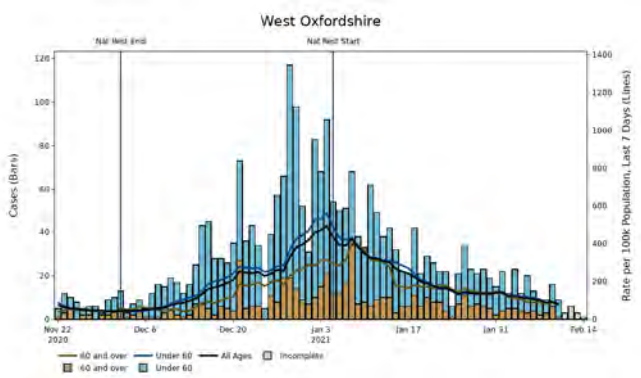 West Oxfordshire
Nat Rest End
Nat Rest Start
120
100
80
60
40
20
0
Cases (Bars)
1400
1200
1000
800
600
400
200
0
Rate per 100k Population, Last 7 Days (Lines)
Nov 22
2020
Dec 6
Dec 20
Jan 3
2021
Jan 17
Jan 31
Feb 14
60 and over
Under 60
All Ages
Incomplete
60 and over
Under 60